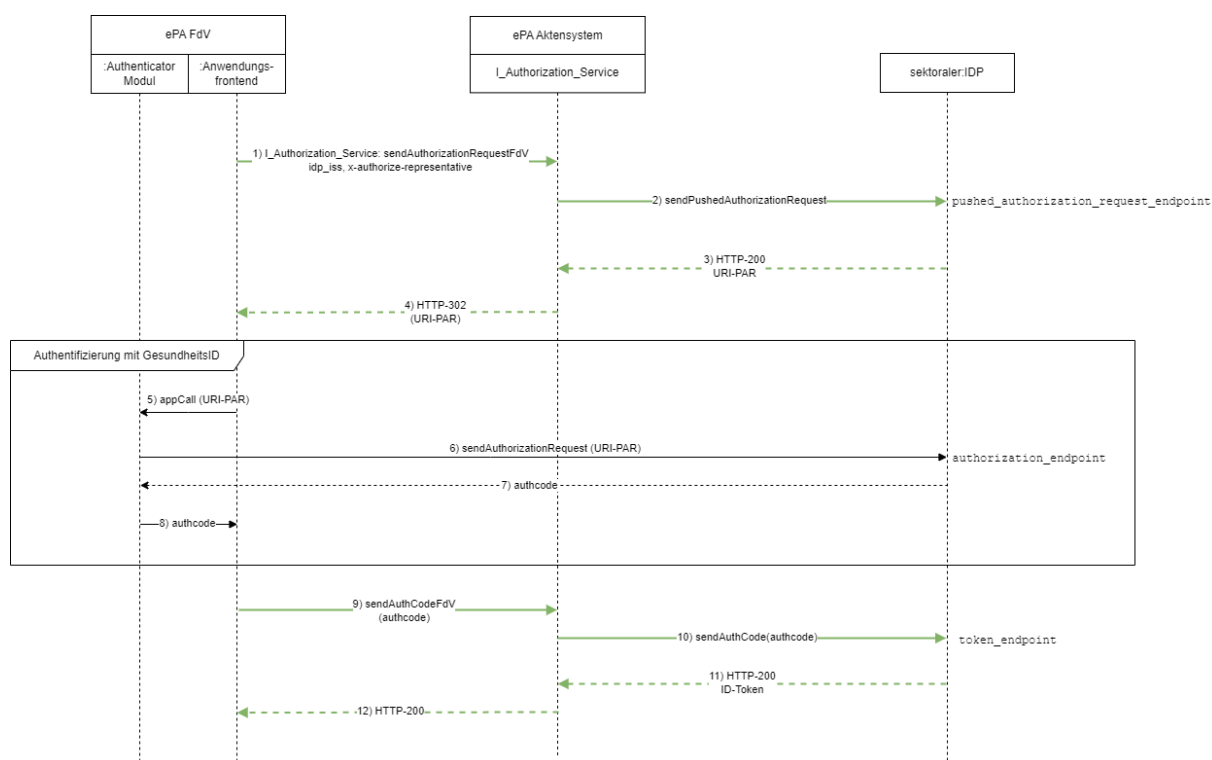 ePA FdV
ePA Aktensystem
:Authenticator
Modul
:Anwendungs-
frontend
I_Authorization_Service
sektoraler:IDP
1) I_Authorization_Service: sendAuthorizationRequestFdV
idp_iss, x-authorize-representative
2) sendPushedAuthorizationRequest
pushed_authorization_request_endpoint
3) HTTP-200
URI-PAR
4) HTTP-302
(URI-PAR)
Authentifizierung mit GesundheitsID
5) appCall (URI-PAR)
6) sendAuthorizationRequest (URI-PAR)
authorization_endpoint
7) authcode
8) authcode
9) sendAuthCodeFdV
(authcode)
10) sendAuthCode(authcode)
token_endpoint
11) HTTP-200
ID-Token
12) HTTP-200